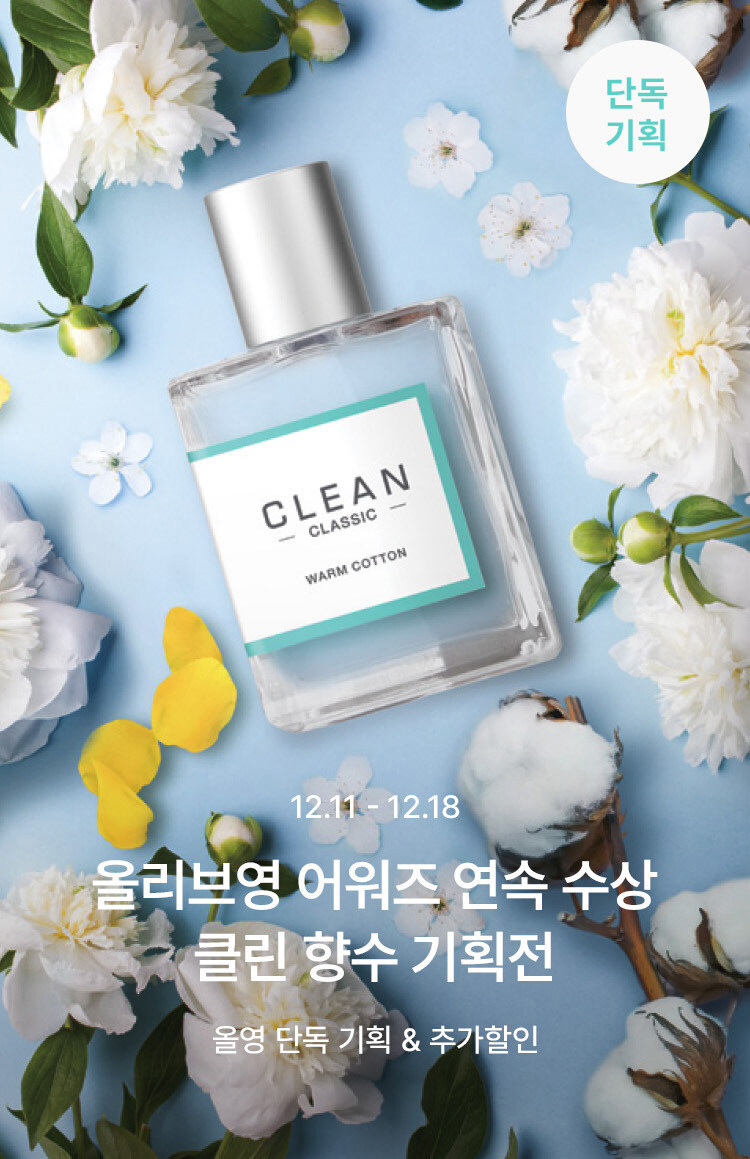 단독
기획
CLEAN
CLASSIC
WARM COTTON
12.11 - 12.18
올리브영 어워즈 연속 수상
클린 향수 기획전
올영 단독 기획 & 추가할인